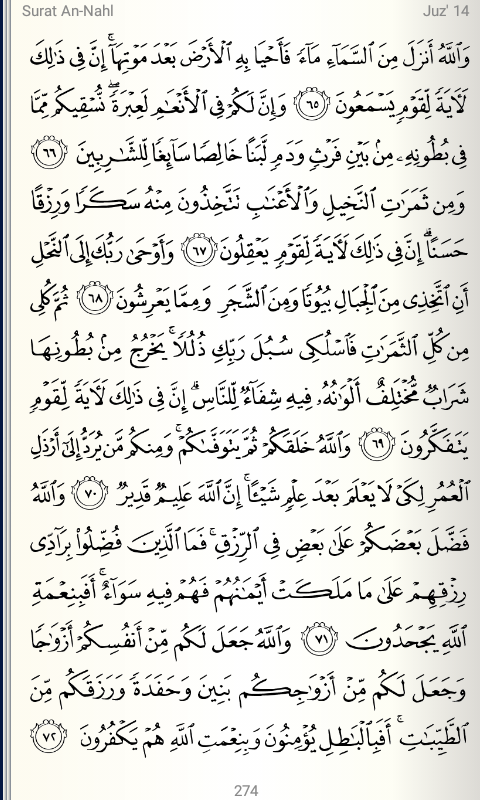 Surat An-Nahl
Juz' 14
وَٱللَّهُ أَنزَلَ مِنَ ٱلسَّمَآءِ مَآءً فَأَحْيَا بِهِ ٱلْأَرْضَ بَعْدَ مَوْتِهَآ ۚ إِنَّ فِى ذَٰلِكَ
لَءَايَةً لِّقَوْمٍ يَسْمَعُونَ ٦٥ وَإِنَّ لَكُمْ فِى ٱلْأَنْعَٰمِ لَعِبْرَةً ۖ نُّسْقِيكُم مِّمَّا
فِى بُطُونِهِۦ مِنۢ بَيْنِ فَرْثٍ وَدَمٍ لَّبَنًا خَالِصًا سَآئِغًا لِّلشَّٰرِبِينَ ٦٦
وَمِن ثَمَرَٰتِ ٱلنَّخِيلِ وَٱلْأَعْنَٰبِ تَتَّخِذُونَ مِنْهُ سَكَرًا وَرِزْقًا
حَسَنًا ۗ إِنَّ فِى ذَٰلِكَ لَءَايَةً لِّقَوْمٍ يَعْقِلُونَ ٦٧ وَأَوْحَىٰ رَبُّكَ إِلَى ٱلنَّحْلِ
أَنِ ٱتَّخِذِى مِنَ ٱلْجِبَالِ بُيُوتًا وَمِنَ ٱلشَّجَرِ وَمِمَّا يَعْرِشُونَ ٦٨ ثُمَّ كُلِى
مِن كُلِّ ٱلثَّمَرَٰتِ فَٱسْلُكِى سُبُلَ رَبِّكِ ذُلُلًا ۚ يَخْرُجُ مِنۢ بُطُونِهَا
شَرَابٌ مُّخْتَلِفٌ أَلْوَٰنُهُۥ فِيهِ شِفَآءٌ لِّلنَّاسِ ۗ إِنَّ فِى ذَٰلِكَ لَءَايَةً لِّقَوْمٍ
يَتَفَكَّرُونَ ٦٩ وَٱللَّهُ خَلَقَكُمْ ثُمَّ يَتَوَفَّىٰكُمْ ۚ وَمِنكُم مَّن يُرَدُّ إِلَىٰٓ أَرْذَلِ
ٱلْعُمُرِ لِكَىْ لَا يَعْلَمَ بَعْدَ عِلْمٍ شَيْـًٔا ۚ إِنَّ ٱللَّهَ عَلِيمٌ قَدِيرٌ ٧٠ وَٱللَّهُ
فَضَّلَ بَعْضَكُمْ عَلَىٰ بَعْضٍ فِى ٱلرِّزْقِ ۚ فَمَا ٱلَّذِينَ فُضِّلُوا۟ بِرَآدِّى
رِزْقِهِمْ عَلَىٰ مَا مَلَكَتْ أَيْمَٰنُهُمْ فَهُمْ فِيهِ سَوَآءٌ ۚ أَفَبِنِعْمَةِ
ٱللَّهِ يَجْحَدُونَ ٧١ وَٱللَّهُ جَعَلَ لَكُم مِّنْ أَنفُسِكُمْ أَزْوَٰجًا
وَجَعَلَ لَكُم مِّنْ أَزْوَٰجِكُم بَنِينَ وَحَفَدَةً وَرَزَقَكُم مِّنَ
ٱلطَّيِّبَٰتِ ۚ أَفَبِٱلْبَٰطِلِ يُؤْمِنُونَ وَبِنِعْمَتِ ٱللَّهِ هُمْ يَكْفُرُونَ ٧٢
274